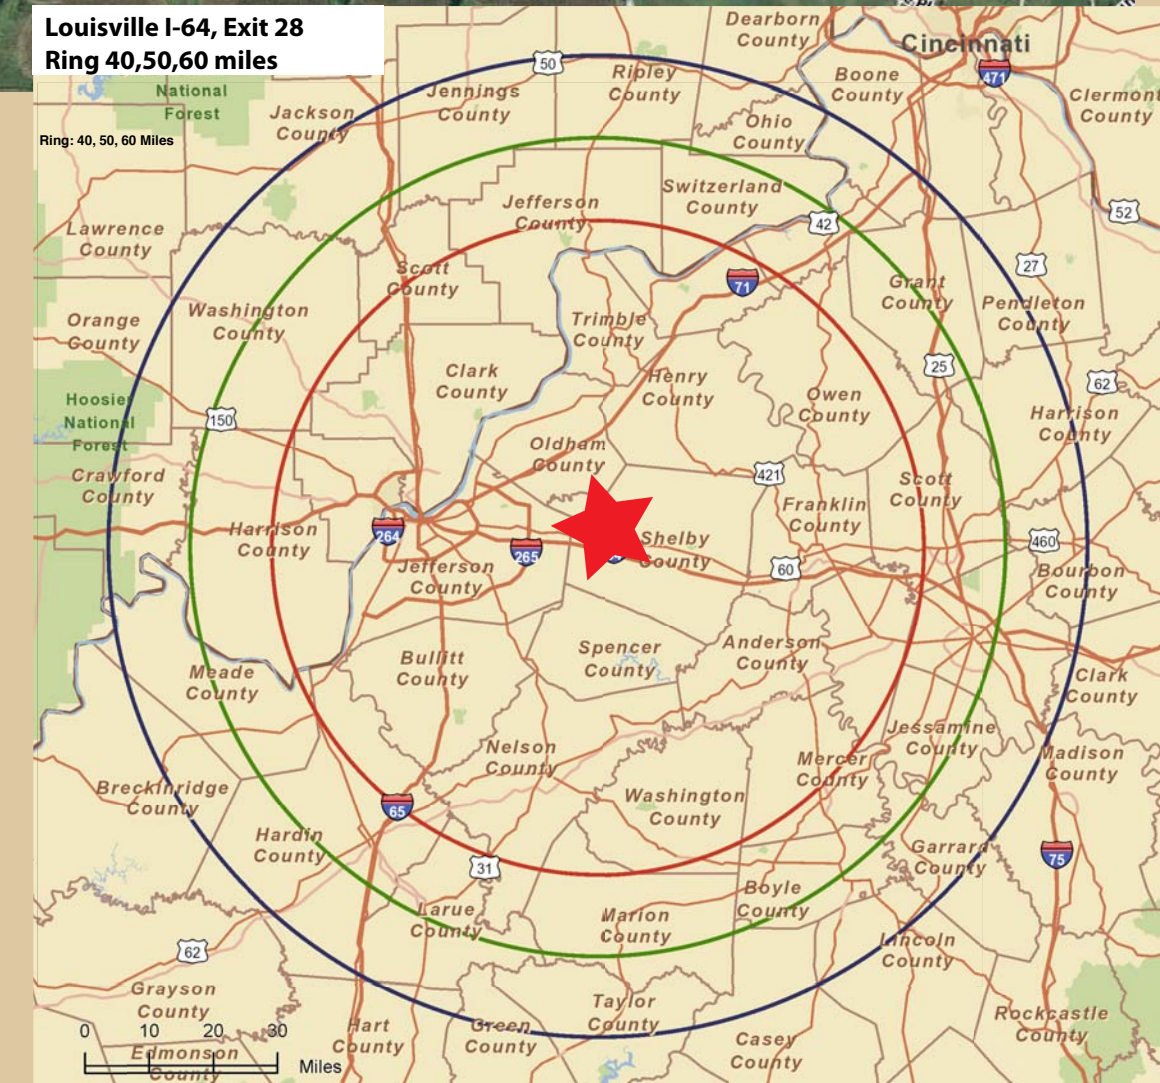 Louisville I-64, Exit 28
Ring 40,50,60 miles
Ring: 40, 50, 60 Miles
Dearborn
County
Cincinnati
471
50
Ripley
County
Boone
County
Clermont
County
National
Forest
Jennings
County
Jackson
County
Ohio
County
Switzerland
County
Jefferson
County
42
52
Lawrence
County
Scott
County
71
27
Grant
County
Pendleton
County
Washington
County
Orange
County
Trimble
County
25
Clark
County
Henry
County
62
Owen
County
Hoosier
National
Forest
150
Harrison
County
Oldham
County
421
Crawford
County
Scott
County
Franklin
County
Harrison
County
264
265
Shelby
County
460
Jefferson
County
60
Bourbon
County
Spencer
County
Anderson
County
Bullitt
County
Meade
County
Clark
County
Jessamine
County
Nelson
County
Mercer
County
Madison
County
Breckinridge
County
Washington
County
65
Hardin
County
Garrard
County
75
31
Larue
County
Marion
County
Boyle
County
Lincoln
County
62
Grayson
County
Taylor
County
Rockcastle
County
Hart
County
Green
County
Casey
County
0 10 20 30
Edmonson
County
Miles